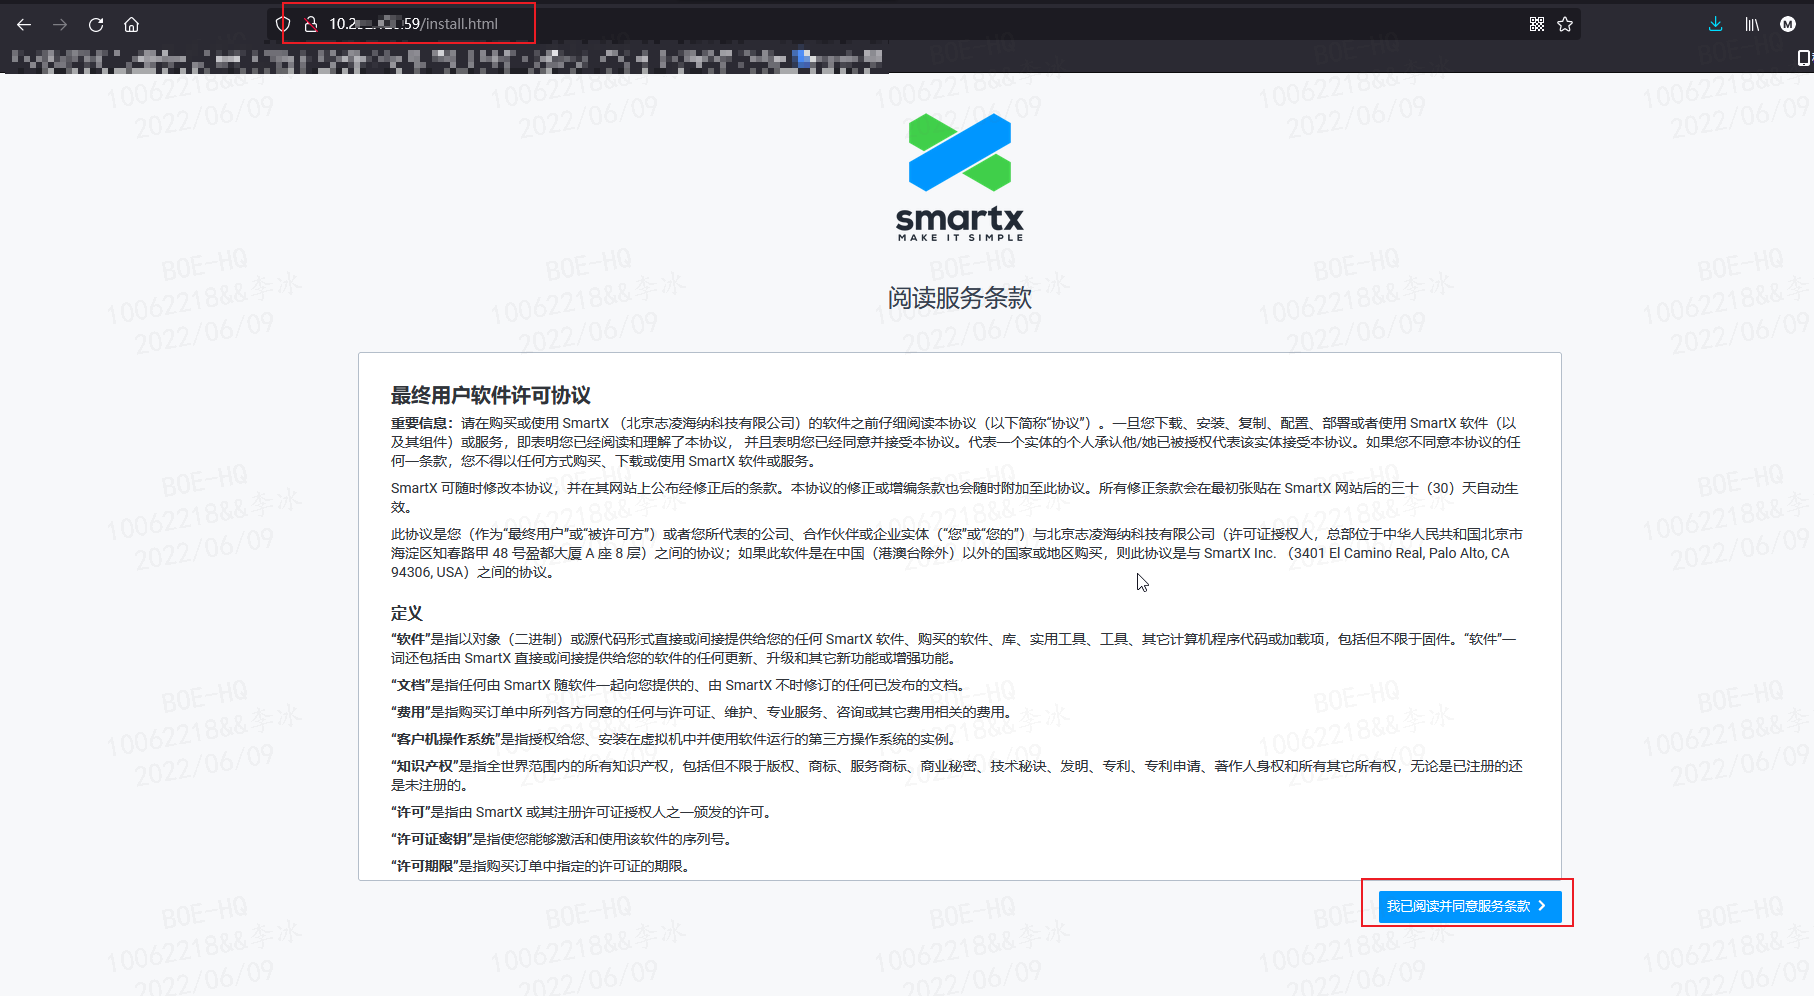 /install.html
M
smartx
MAKE IT SIMPLE
阅读服务条款
最终用户软件许可协议
重要信息：请在购买或使用 SmartX （北京志凌海纳科技有限公司）的软件之前仔细阅读本协议（以下简称“协议”）。一旦您下载、安装、复制、配置、部署或者使用 SmartX 软件（以
及其组件）或服务，即表明您已经阅读和理解了本协议， 并且表明您已经同意并接受本协议。代表一个实体的个人承认他/她已被授权代表该实体接受本协议。如果您不同意本协议的任
何一条款，您不得以任何方式购买、下载或使用 SmartX 软件或服务。
SmartX 可随时修改本协议，并在其网站上公布经修正后的条款。本协议的修正或增编条款也会随时附加至此协议。所有修正条款会在最初张贴在 SmartX 网站后的三十（30）天自动生
效。
此协议是您（作为“最终用户”或“被许可方”）或者您所代表的公司、合作伙伴或企业实体（“您”或“您的”）与北京志凌海纳科技有限公司（许可证授权人，总部位于中华人民共和国北京市
海淀区知春路甲 48 号盈都大厦 A 座 8 层）之间的协议；如果此软件是在中国（港澳台除外）以外的国家或地区购买，则此协议是与 SmartX Inc. （3401 El Camino Real, Palo Alto, CA
94306, USA）之间的协议。
定义
“软件”是指以对象（二进制）或源代码形式直接或间接提供给您的任何 SmartX 软件、购买的软件、库、实用工具、工具、其它计算机程序代码或加载项，包括但不限于固件。“软件”一
词还包括由 SmartX 直接或间接提供给您的软件的任何更新、升级和其它新功能或增强功能。
“文档”是指任何由 SmartX 随软件一起向您提供的、由 SmartX 不时修订的任何已发布的文档。
“费用”是指购买订单中所列各方同意的任何与许可证、维护、专业服务、咨询或其它费用相关的费用。
“客户机操作系统”是指授权给您、安装在虚拟机中并使用软件运行的第三方操作系统的实例。
“知识产权”是指全世界范围内的所有知识产权，包括但不限于版权、商标、服务商标、商业秘密、技术秘诀、发明、专利、专利申请、著作人身权和所有其它所有权，无论是已注册的还
是未注册的。
“许可”是指由 SmartX 或其注册许可证授权人之一颁发的许可。
“许可证密钥”是指使您能够激活和使用该软件的序列号。
“许可期限”是指购买订单中指定的许可证的期限。
我已阅读并同意服务条款
BOE-HQ
10062218&&李冰
2022/06/09